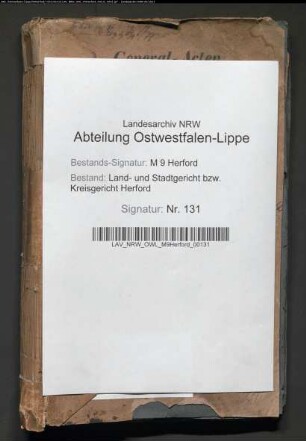 General-Acten
Landesarchiv NRW
Abteilung Ostwestfalen-Lippe
Bestands-Signatur: M 9 Herford
Bestand: Land- und Stadtgericht bzw.
Kreisgericht Herford
Signatur: Nr. 131
LAV_NRW_OWL_M9Herford_00131